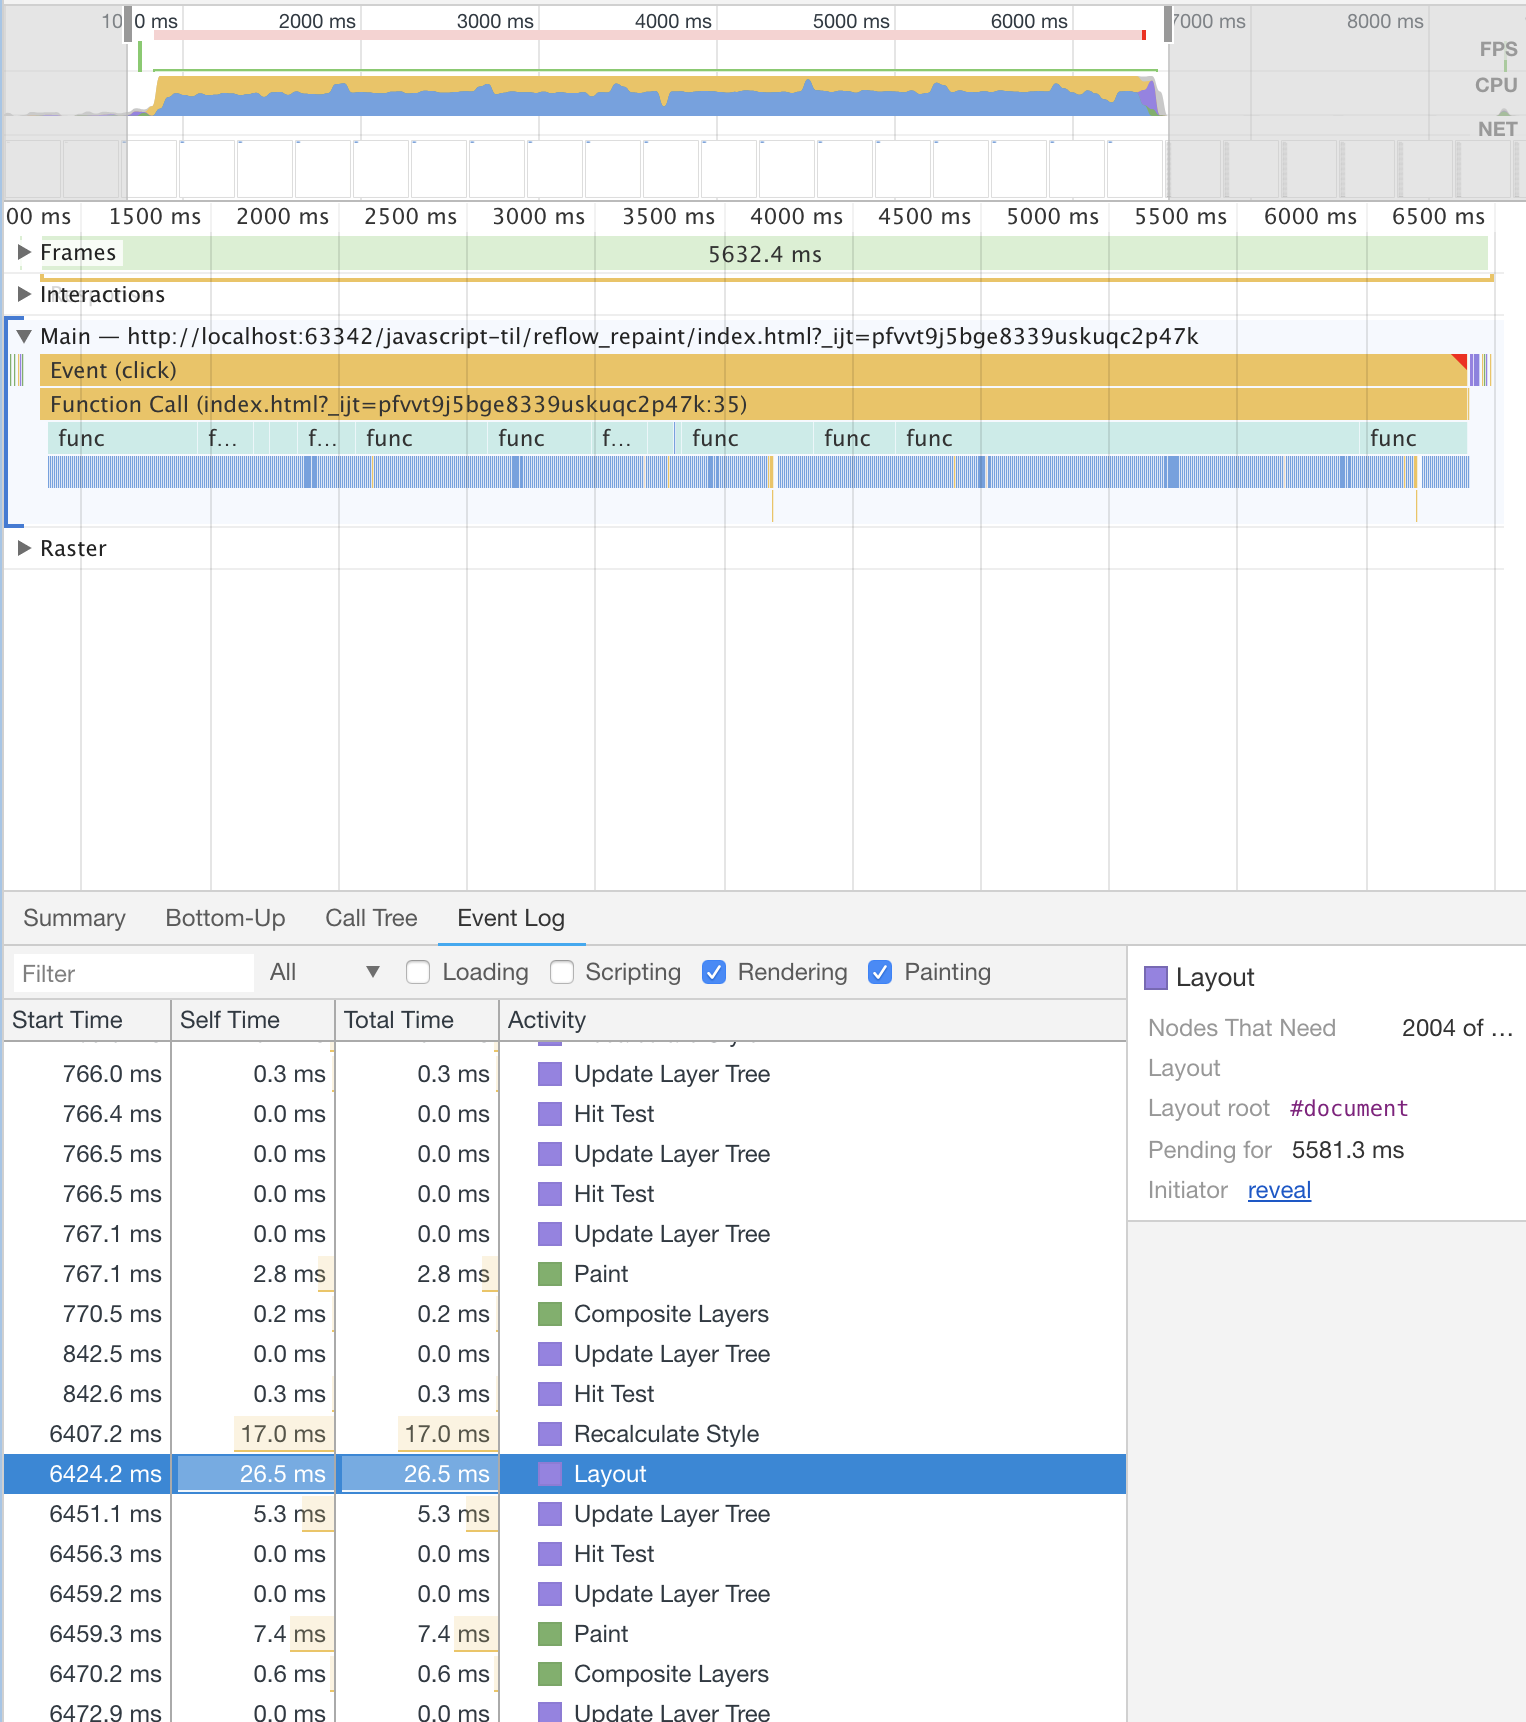 10 0 ms 2000 ms 3000 ms 4000 ms 5000 ms 6000 ms 7000 ms 8000 ms
FPS
CPU
NET
00 ms 1500 ms 2000 ms 2500 ms 3000 ms 3500 ms 4000 ms 4500 ms 5000 ms 5500 ms 6000 ms 6500 ms
Frames 5632.4 ms
Interactions
Main — http://localhost:63342/javascript-til/reflow_repaint/index.html?_ijt=pfvvt9j5bge8339uskuqc2p47k
Event (click)
Function Call (index.html?_ijt=pfvvt9j5bge8339uskuqc2p47k:35)
func f... f... func func f... func func func func
Raster
Summary Bottom-Up Call Tree Event Log
Filter All Loading Scripting Rendering Painting
Start Time Self Time Total Time Activity
766.0 ms 0.3 ms 0.3 ms Update Layer Tree
766.4 ms 0.0 ms 0.0 ms Hit Test
766.5 ms 0.0 ms 0.0 ms Update Layer Tree
766.5 ms 0.0 ms 0.0 ms Hit Test
767.1 ms 0.0 ms 0.0 ms Update Layer Tree
767.1 ms 2.8 ms 2.8 ms Paint
770.5 ms 0.2 ms 0.2 ms Composite Layers
842.5 ms 0.0 ms 0.0 ms Update Layer Tree
842.6 ms 0.3 ms 0.3 ms Hit Test
6407.2 ms 17.0 ms 17.0 ms Recalculate Style
6424.2 ms 26.5 ms 26.5 ms Layout
6451.1 ms 5.3 ms 5.3 ms Update Layer Tree
6456.3 ms 0.0 ms 0.0 ms Hit Test
6459.2 ms 0.0 ms 0.0 ms Update Layer Tree
6459.3 ms 7.4 ms 7.4 ms Paint
6470.2 ms 0.6 ms 0.6 ms Composite Layers
6472.9 ms 0.0 ms 0.0 ms Update Layer Tree
Layout
Nodes That Need 2004 of ...
Layout
Layout root #document
Pending for 5581.3 ms
Initiator reveal